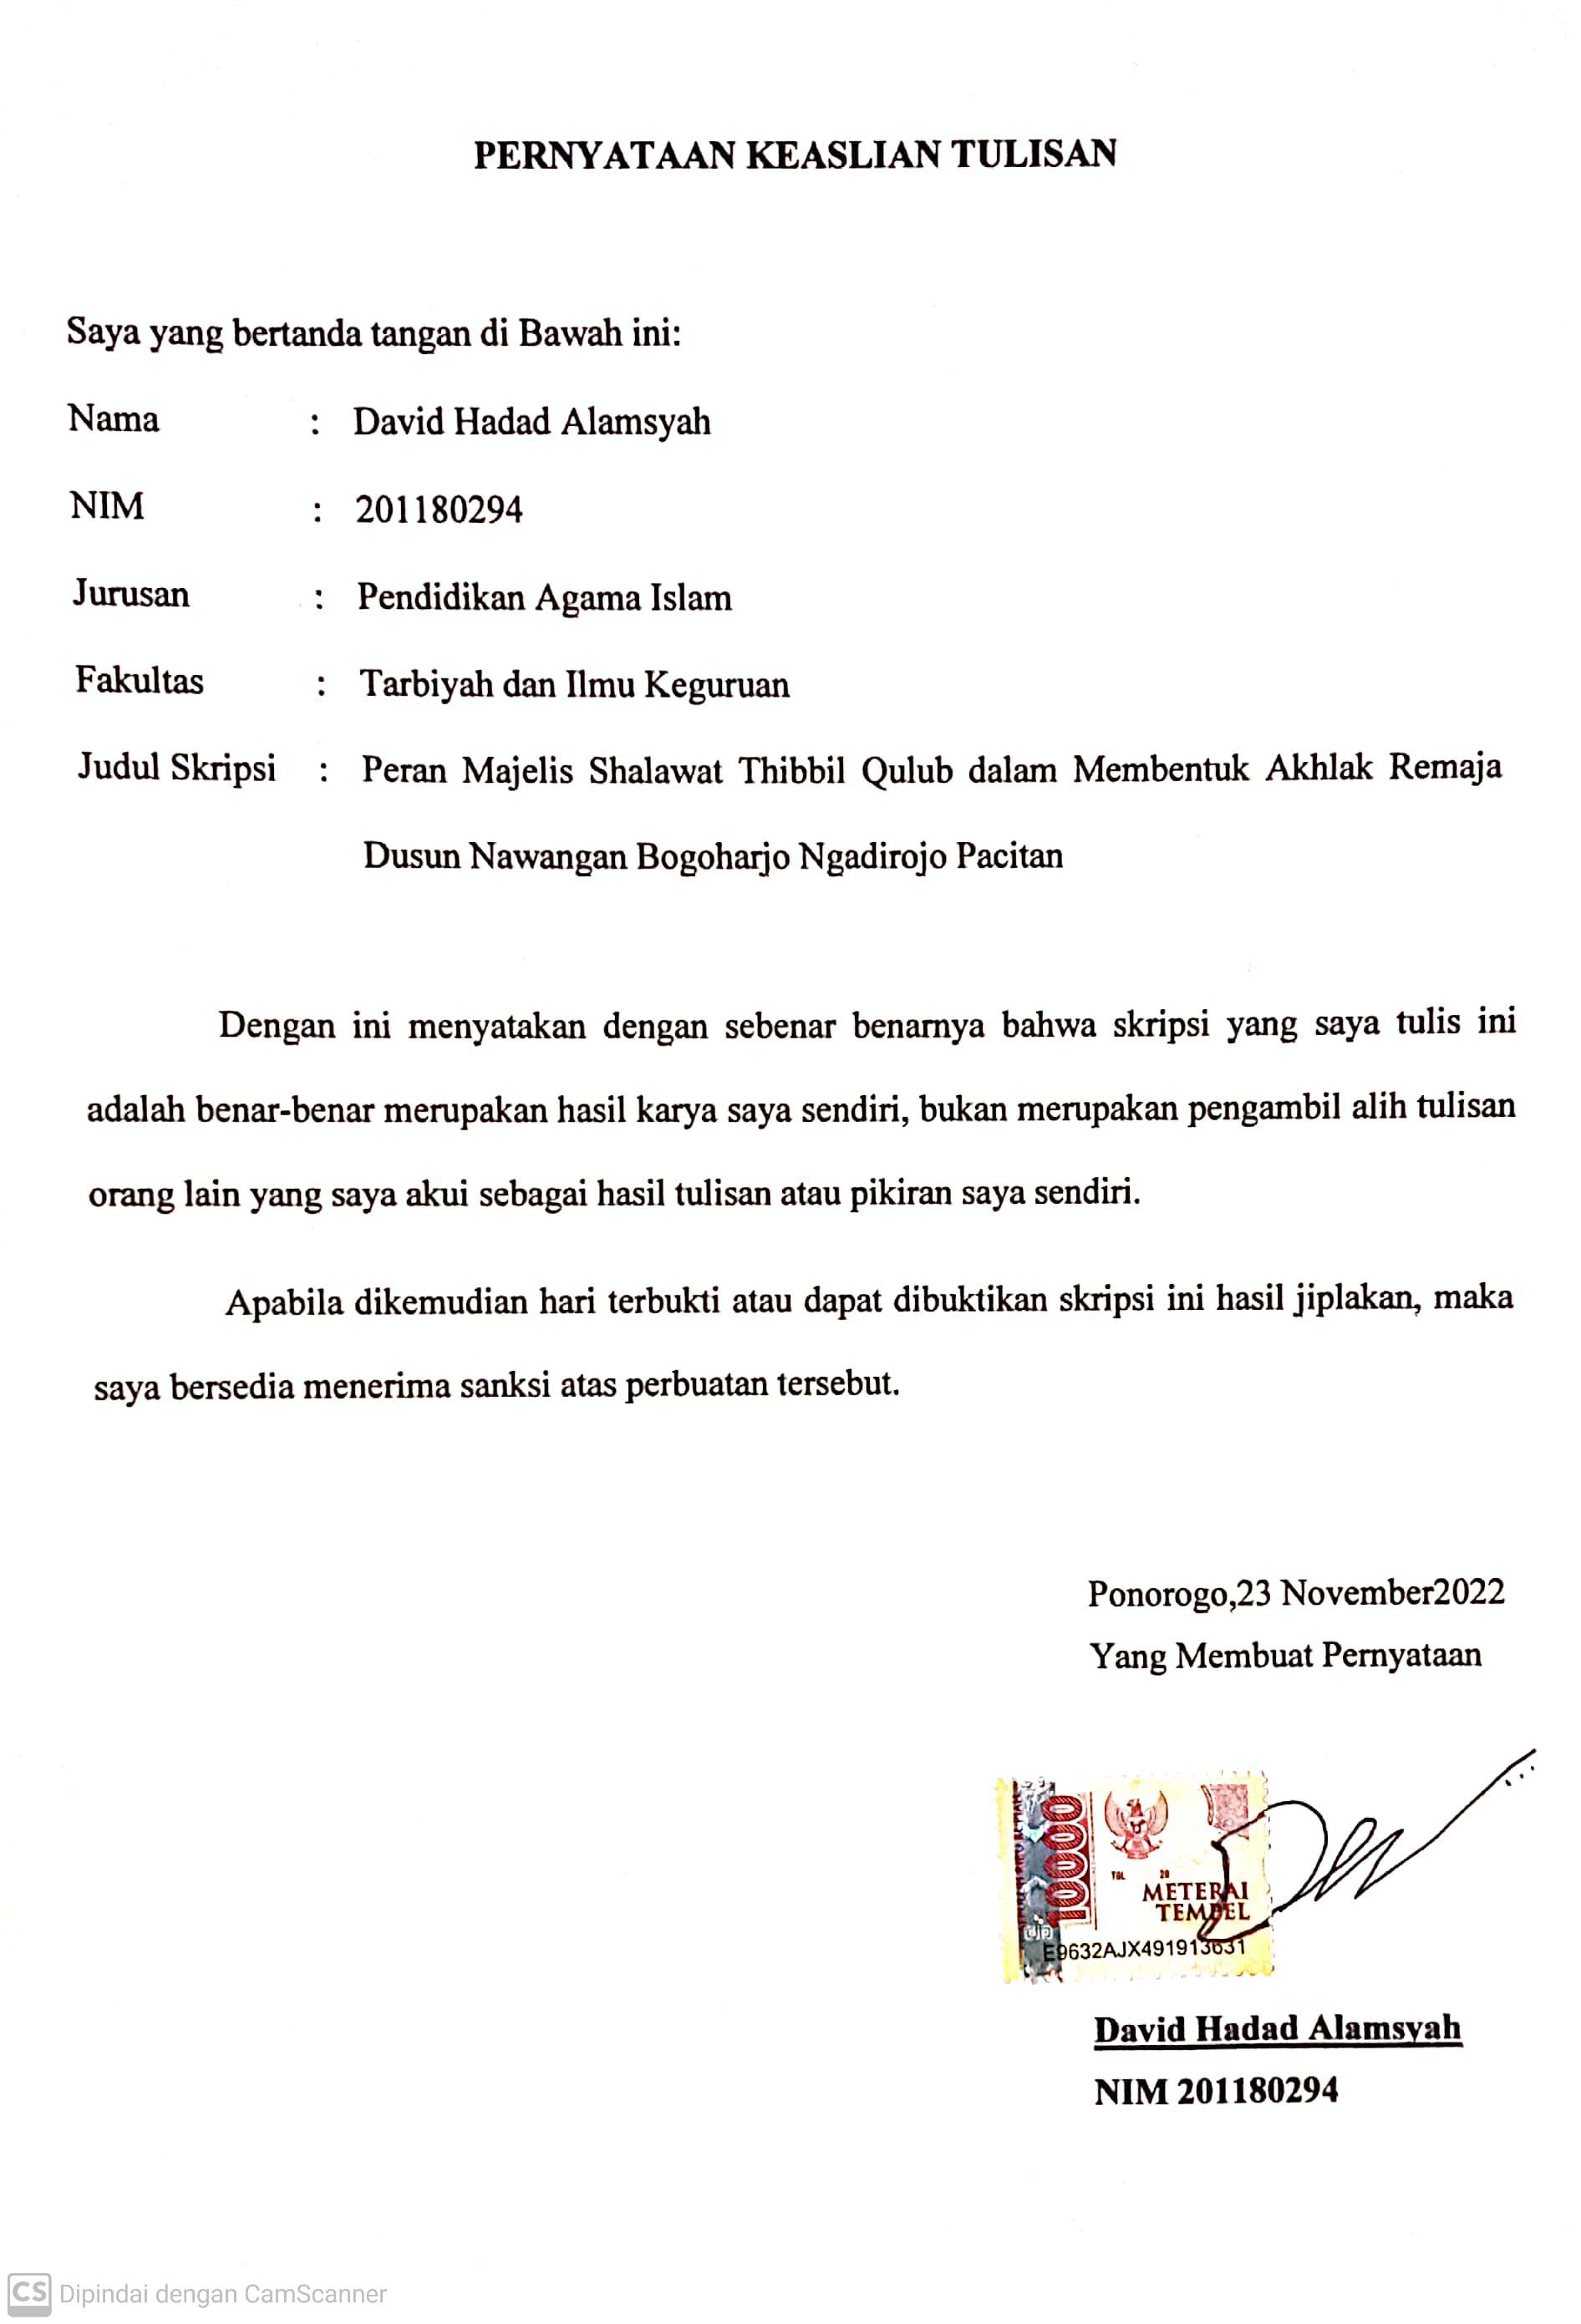 PERNYATAAN KEASLIAN TULISAN
Saya yang bertanda tangan di Bawah ini:
Nama : David Hadad Alamsyah
NIM : 201180294
Jurusan : Pendidikan Agama Islam
Fakultas : Tarbiyah dan Ilmu Keguruan
Judul Skripsi : Peran Majelis Shalawat Thibbil Qulub dalam Membentuk Akhlak Remaja
Dusun Nawangan Bogoharjo Ngadirojo Pacitan
Dengan ini menyatakan dengan sebenar benarnya bahwa skripsi yang saya tulis ini
adalah benar-benar merupakan hasil karya saya sendiri, bukan merupakan pengambil alih tulisan
orang lain yang saya akui sebagai hasil tulisan atau pikiran saya sendiri.
Apabila dikemudian hari terbukti atau dapat dibuktikan skripsi ini hasil jiplakan, maka
saya bersedia menerima sanksi atas perbuatan tersebut.
Ponorogo,23 November2022
Yang Membuat Pernyataan
10000
TGL 20
METERAI
TEMPEL
djp
E9632AJX491913631
David Hadad Alamsyah
NIM 201180294
CS Dipindai dengan CamScanner